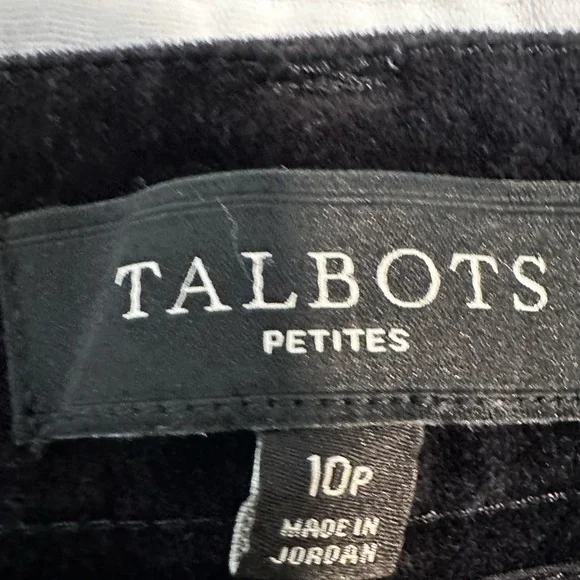 TALBOTS
PETITES
10P
MADE IN
JORDAN